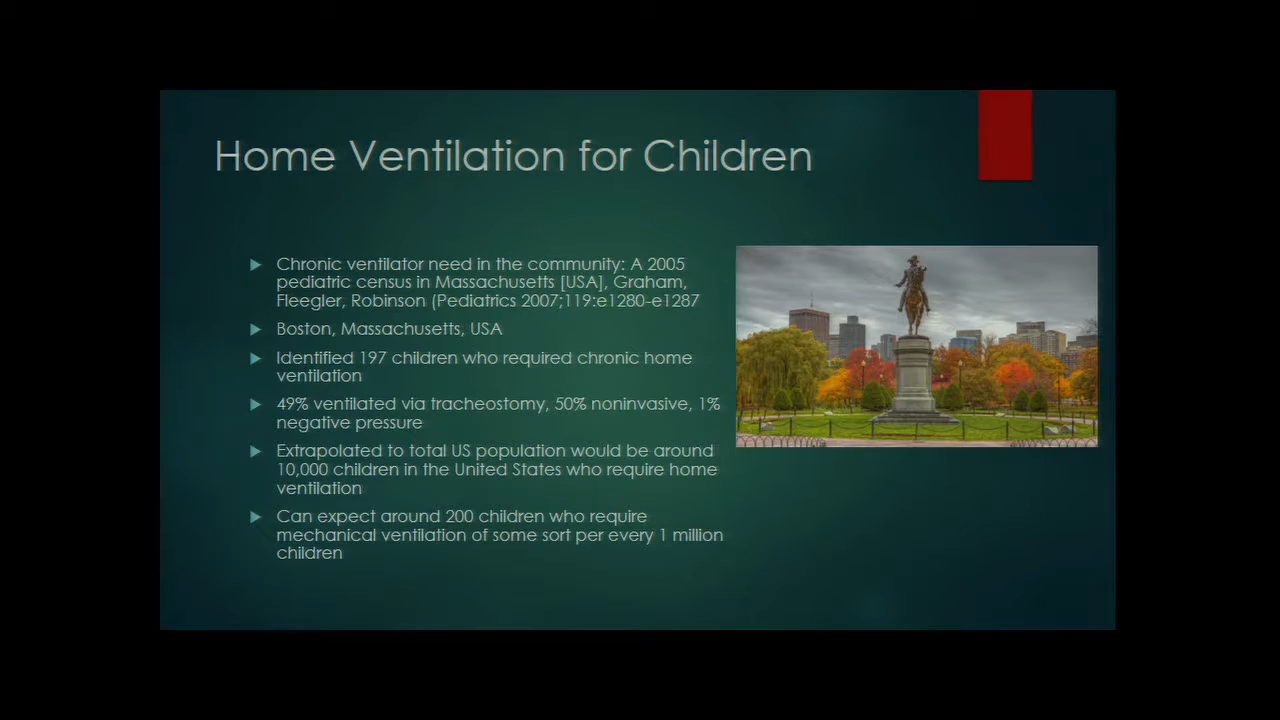 Home Ventilation for Children
Chronic ventilator need in the community: A 2005
pediatric census in Massachusetts [USA], Graham,
Fleegler, Robinson (Pediatrics 2007;119:e1280-e1287
Boston, Massachusetts, USA
Identified 197 children who required chronic home
ventilation
49% ventilated via tracheostomy, 50% noninvasive, 1%
negative pressure
Extrapolated to total US population would be around
10,000 children in the United States who require home
ventilation
Can expect around 200 children who require
mechanical ventilation of some sort per every 1 million
children